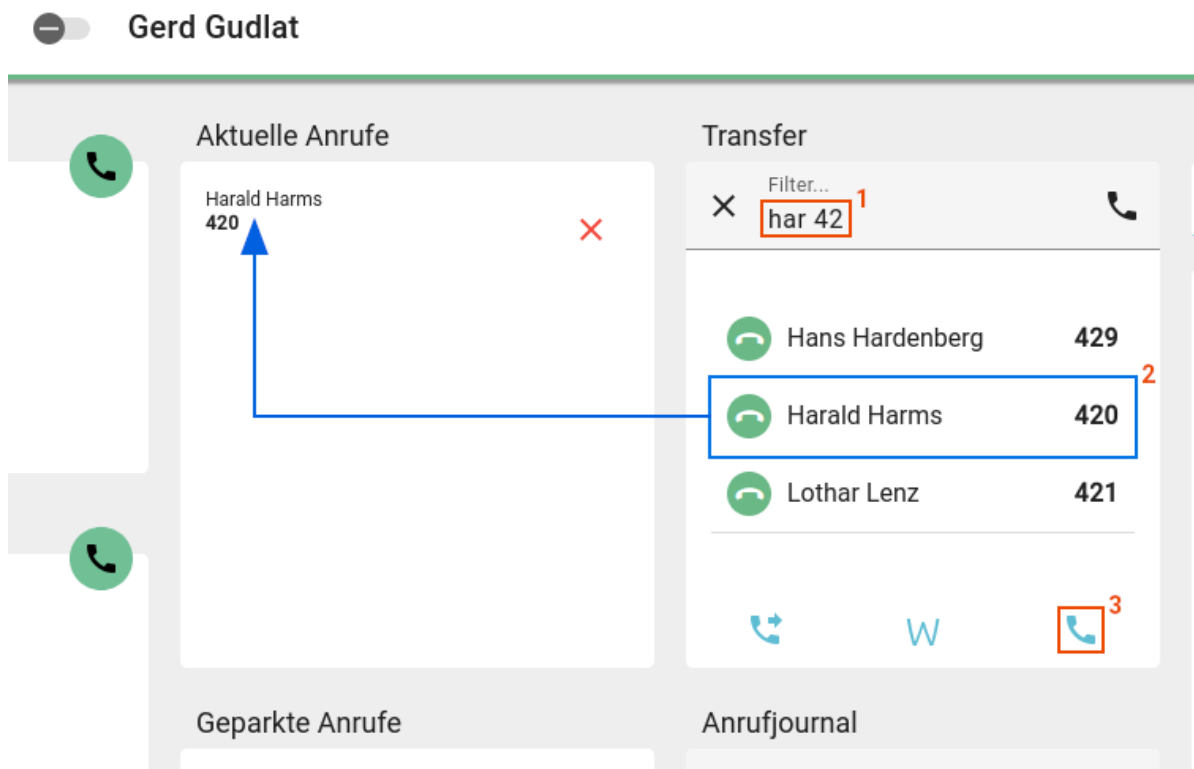 Gerd Gudlat
Aktuelle Anrufe
Harald Harms
420
Transfer
Filter...
har 42
1
Hans Hardenberg 429
2
Harald Harms 420
Lothar Lenz 421
W
3
Geparkte Anrufe
Anrufjournal